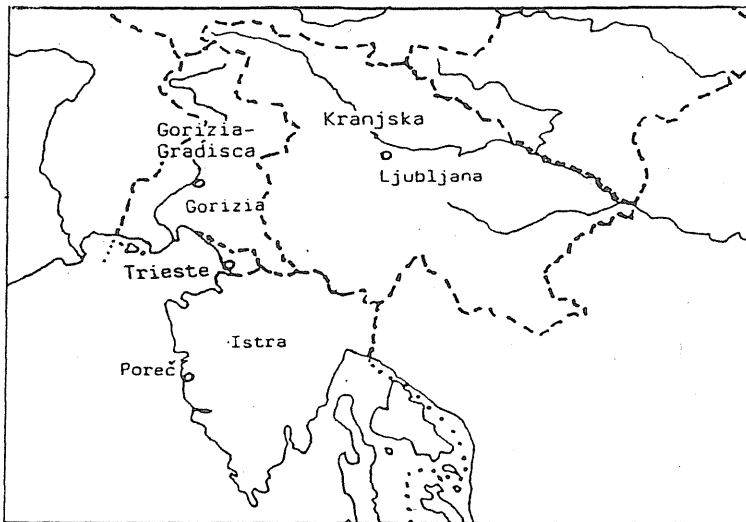 Kranjska
Gorizia-
Gradisca
Ljubljana
Gorizia
Trieste
Istra
Poreč